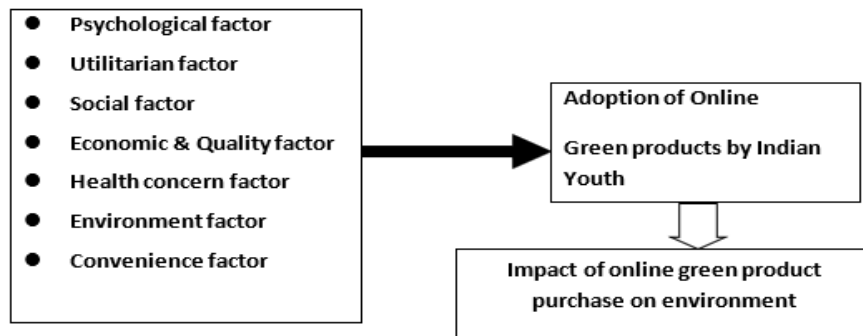 Psychological factor
Utilitarian factor
Social factor
Economic & Quality factor
Health concern factor
Environment factor
Convenience factor
Adoption of Online
Green products by Indian
Youth
Impact of online green product
purchase on environment